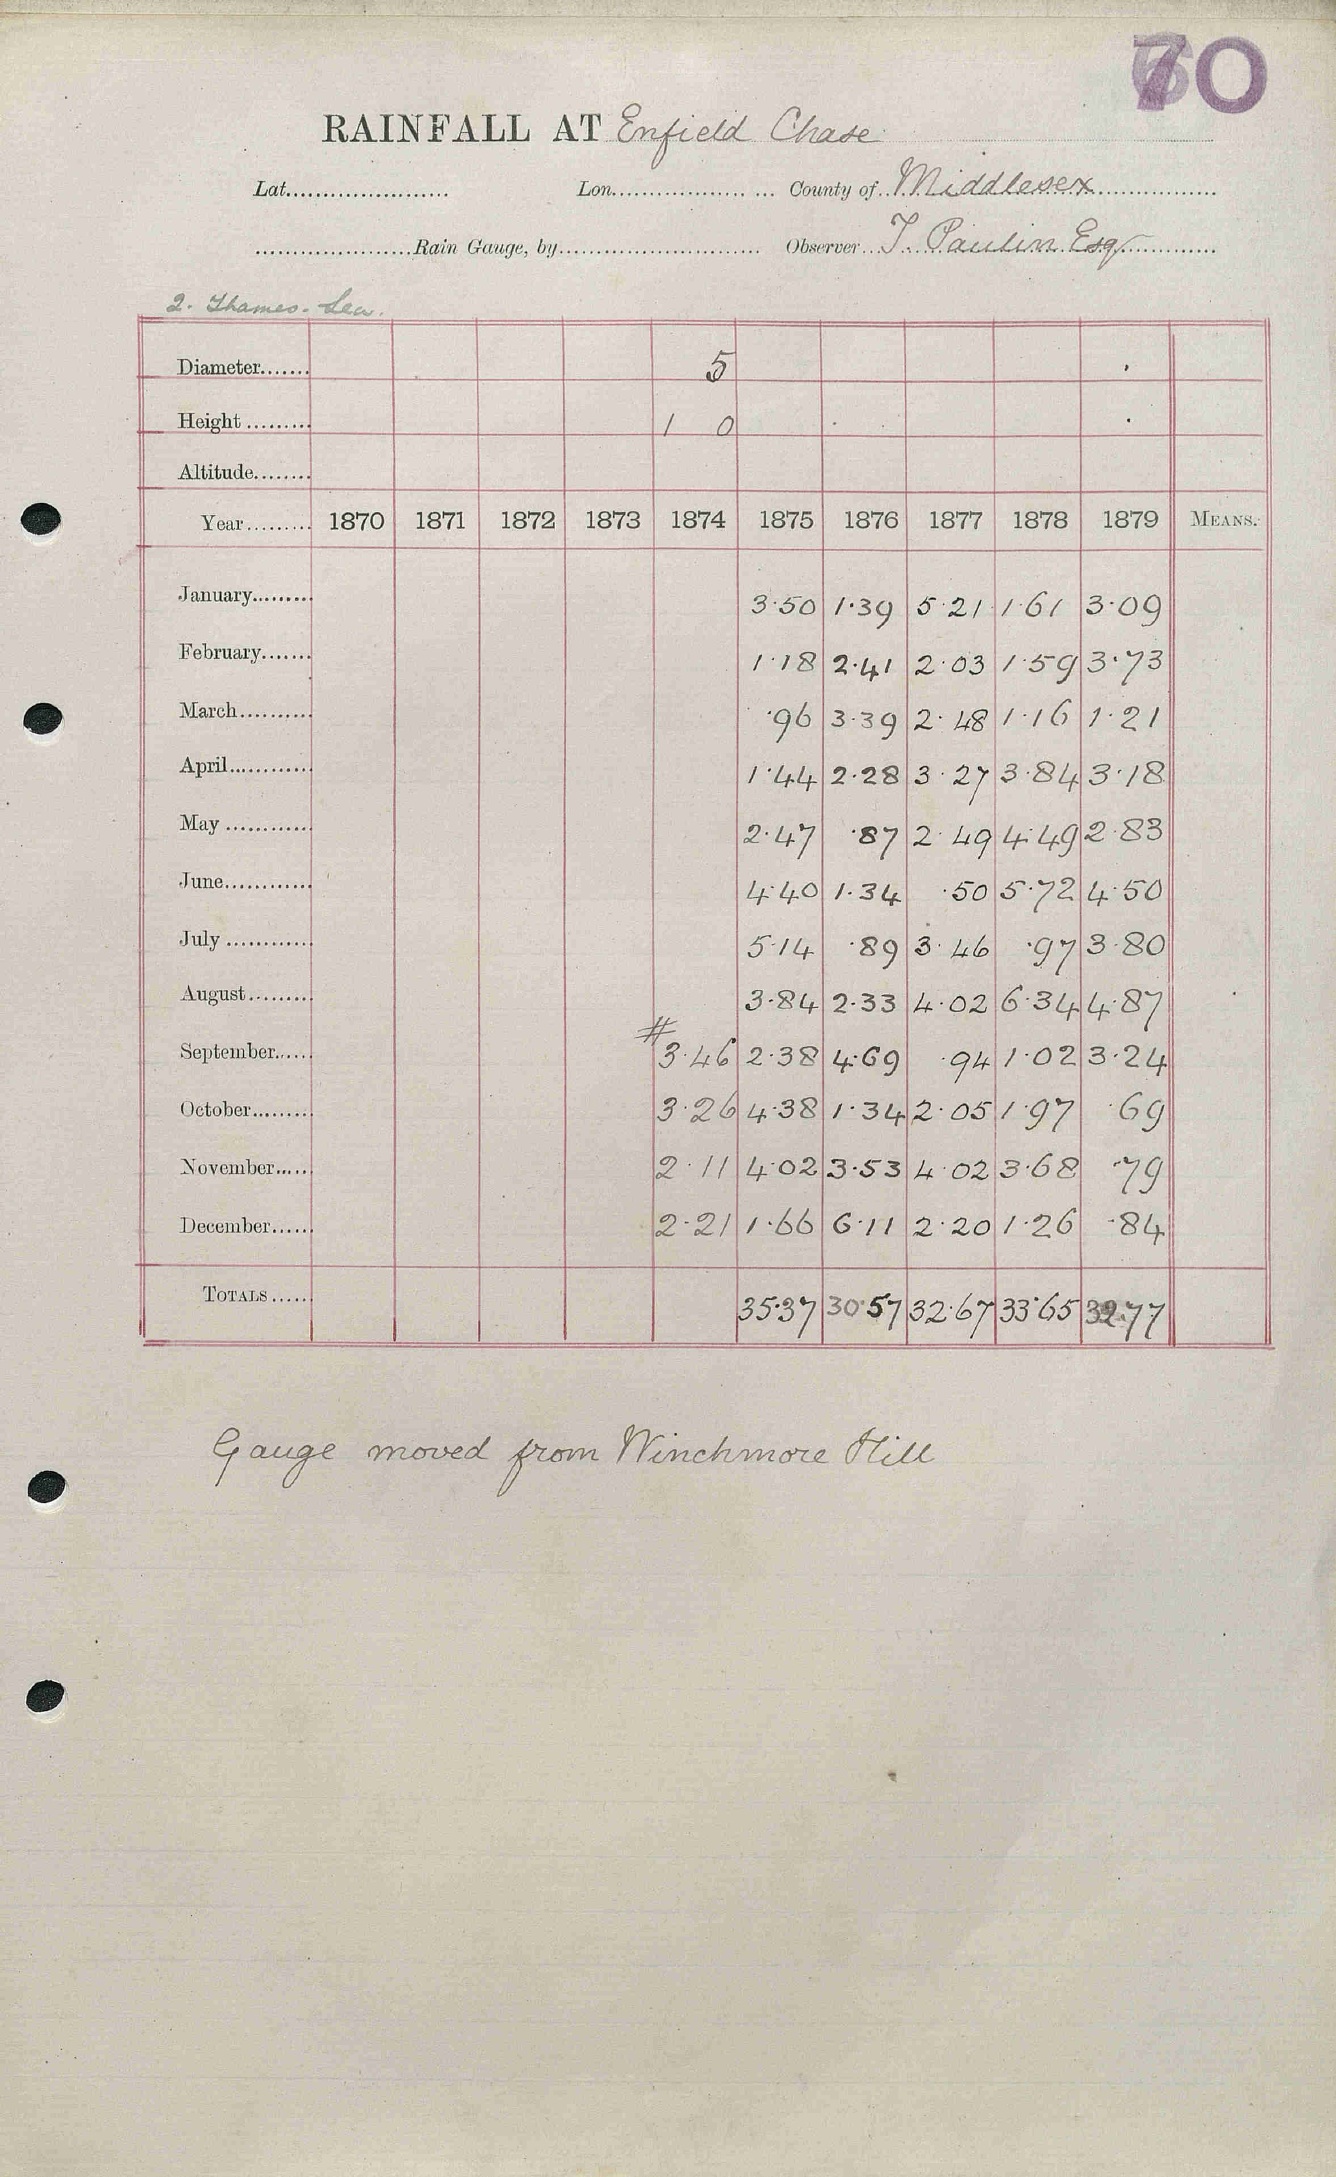 70
RAINFALL AT Enfield Chase
Lat. Lon. County of Middlesex
Rain Gauge, by Observer T. Paulin Esq
2. Thames - Lea.
Diameter 5
Height 1 0
Altitude
Year 1870 1871 1872 1873 1874 1875 1876 1877 1878 1879 MEANS.
January 3.50 1.39 5.21 1.61 3.09
February 1.18 2.41 2.03 1.59 3.73
March .96 3.39 2.48 1.16 1.21
April 1.44 2.28 3.27 3.84 3.18
May 2.47 .87 2.49 4.49 2.83
June 4.40 1.34 .50 5.72 4.50
July 5.14 .89 3.46 .97 3.80
August 3.84 2.33 4.02 6.34 4.87
September # 3.46 2.38 4.69 .94 1.02 3.24
October 3.26 4.38 1.34 2.05 1.97 .69
November 2.11 4.02 3.53 4.02 3.68 .79
December 2.21 1.66 6.11 2.20 1.26 .84
TOTALS 35.37 30.57 32.67 33.65 32.77
Gauge moved from Winchmore Hill